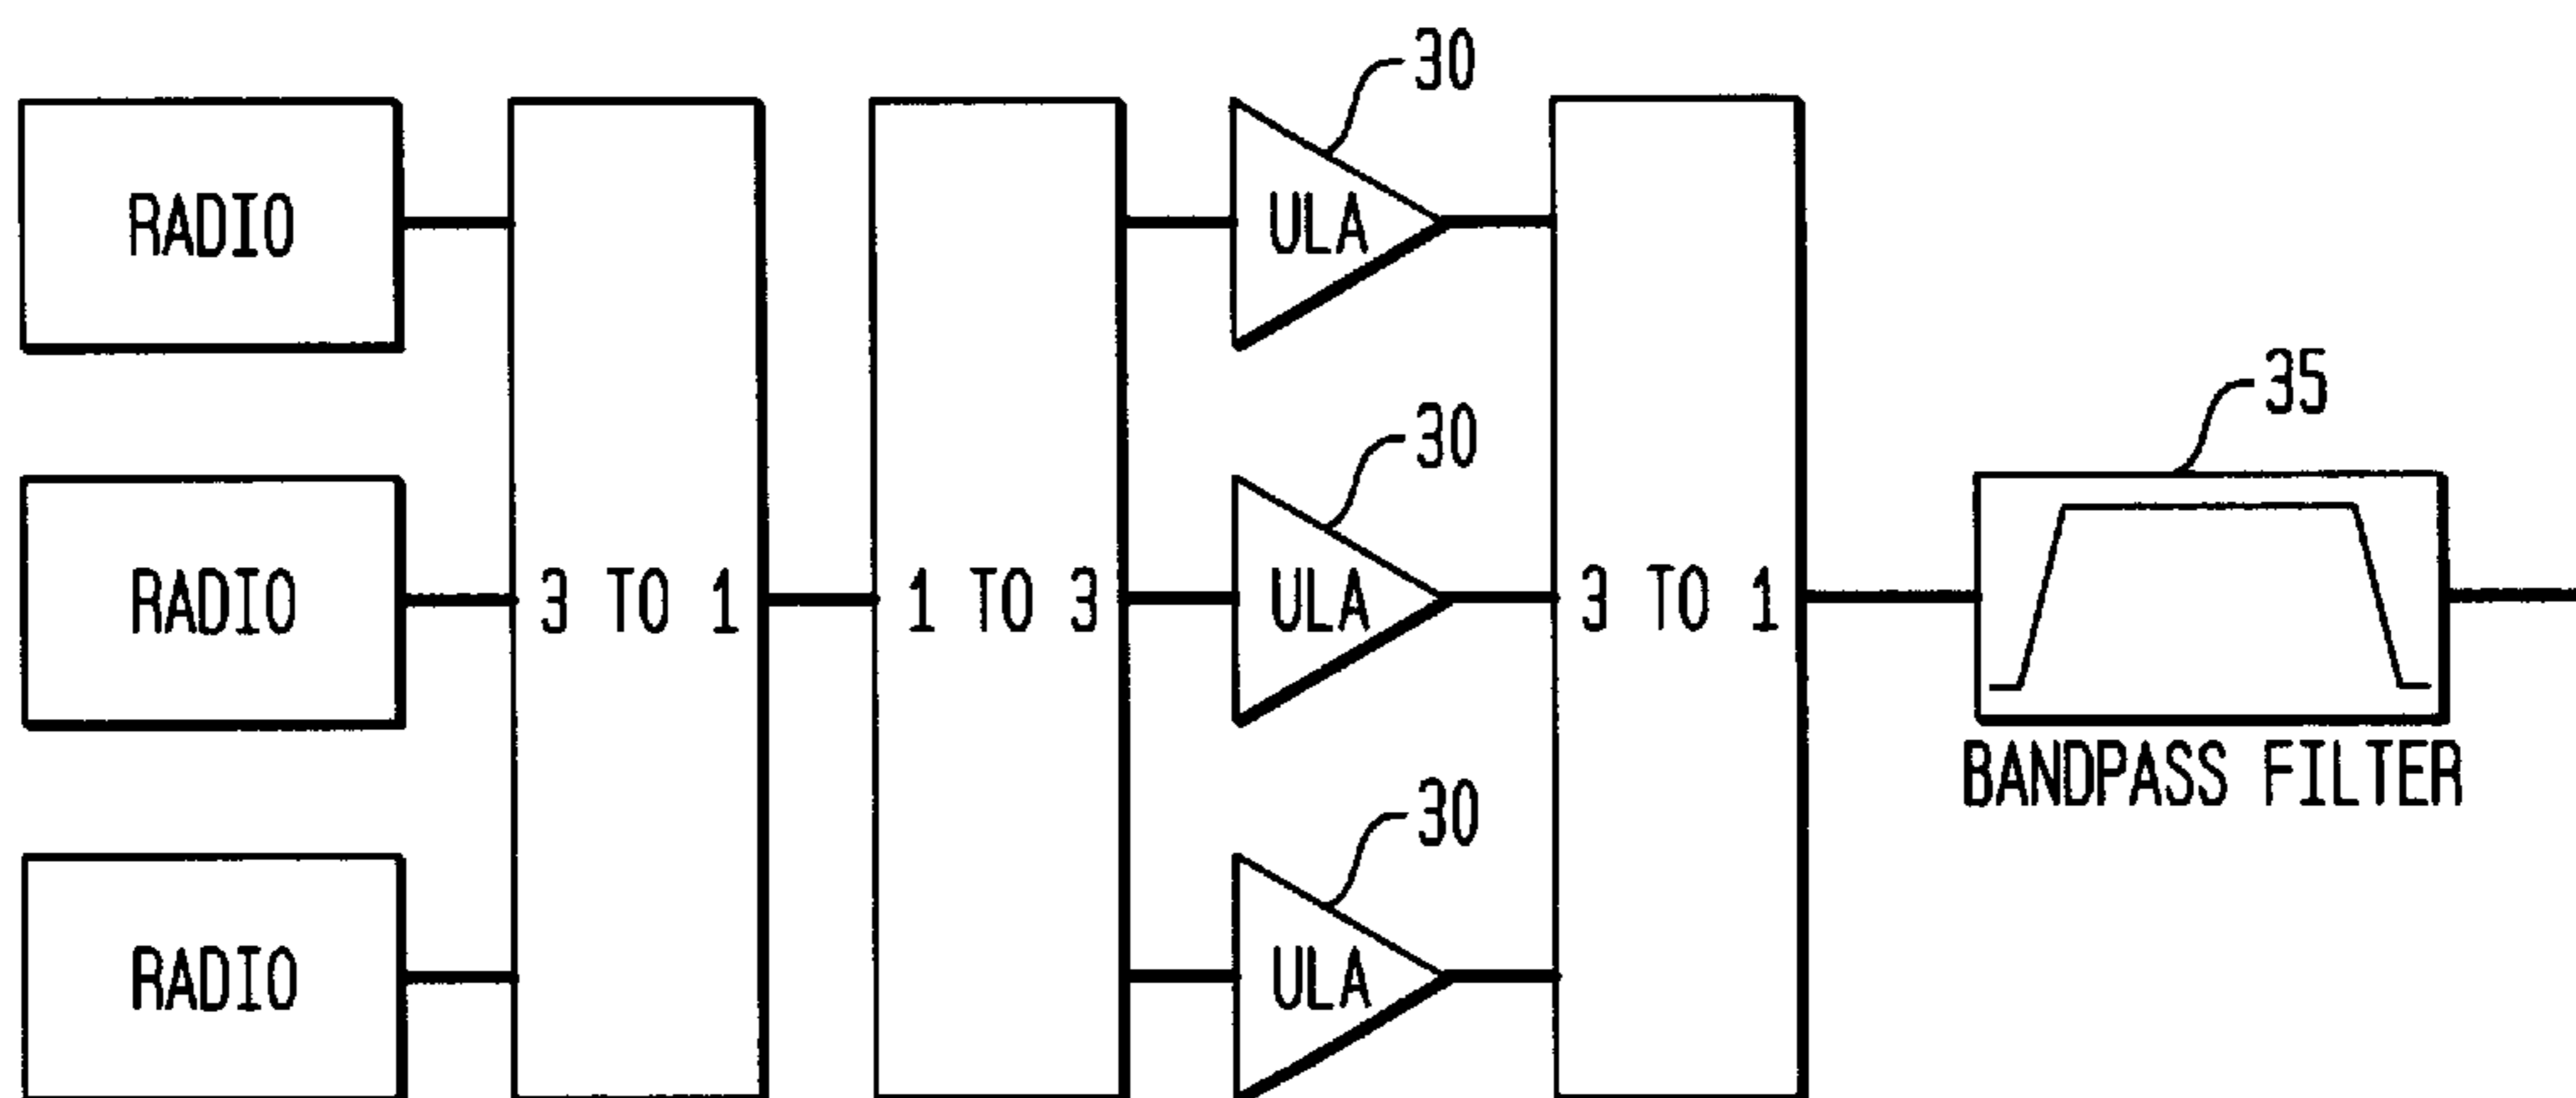 30
RADIO
ULA
35
30
RADIO
3 TO 1
1 TO 3
ULA
3 TO 1
BANDPASS FILTER
30
RADIO
ULA